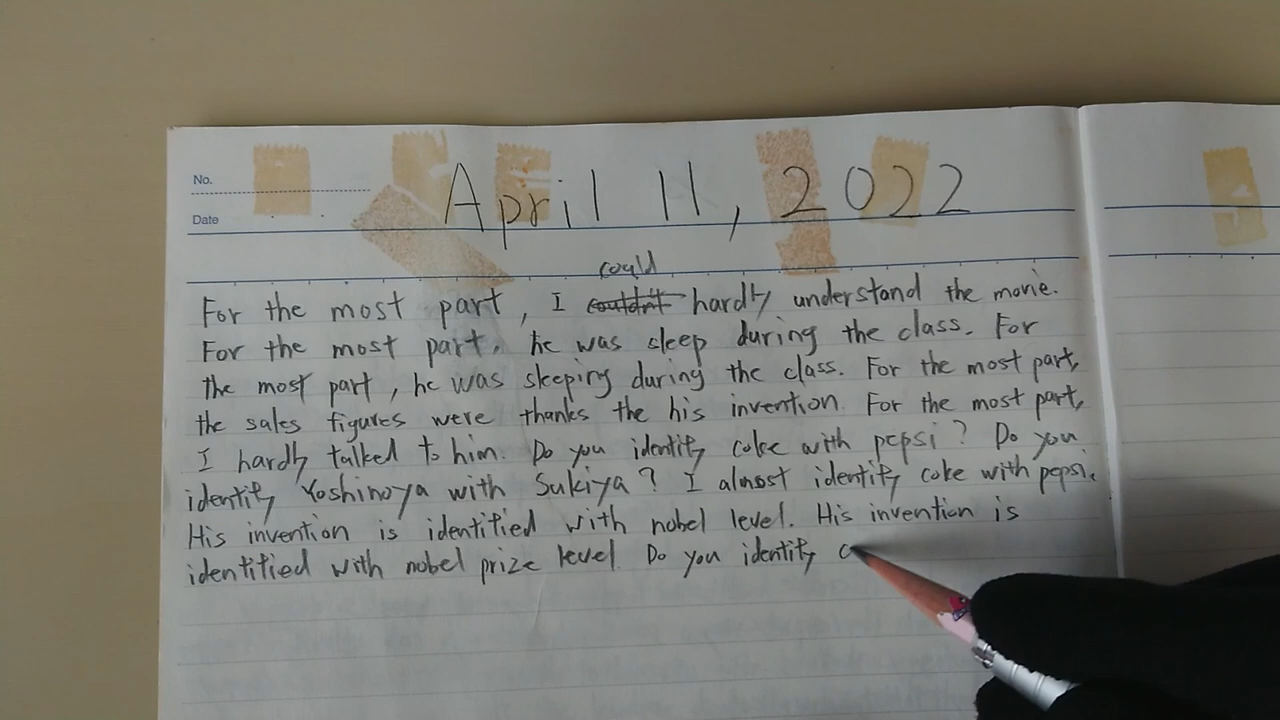 No.
April 11, 2022
Date
could
For the most part, I couldn't hardly understand the movie.
For the most part, he was sleep during the class. For
the most part, he was sleeping during the class. For the most part,
the sales figures were thanks the his invention. For the most part,
I hardly talked to him. Do you identify coke with pepsi? Do you
identify Yoshinoya with Sukiya? I almost identify coke with pepsi.
His invention is identified with nobel level. His invention is
identified with nobel prize level. Do you identify c